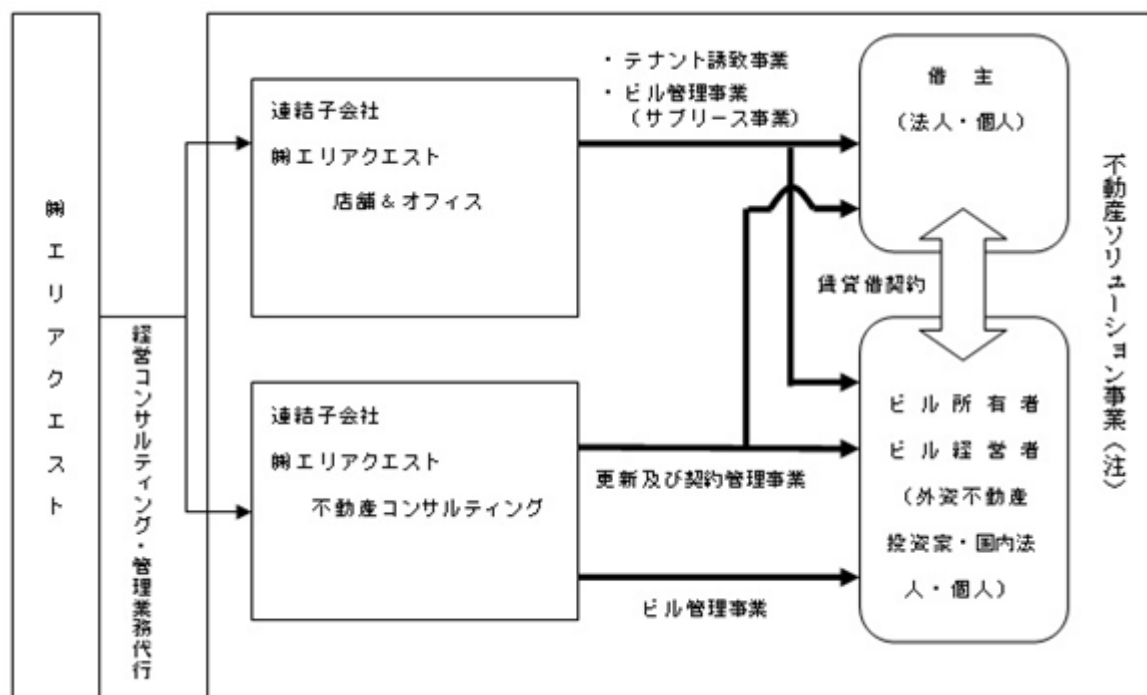 ㈱エリアクエスト
経営コンサルティング・管理業務代行
連結子会社
㈱エリアクエスト
店舗＆オフィス
連結子会社
㈱エリアクエスト
不動産コンサルティング
・ テナント誘致事業
・ ビル管理事業
（サブリース事業）
更新及び契約管理事業
ビル管理事業
借 主
（法人・個人）
賃貸借契約
ビル所有者
ビル経営者
（外資不動産
投資家・国内法
人・個人）
不動産ソリューション事業〈注〉